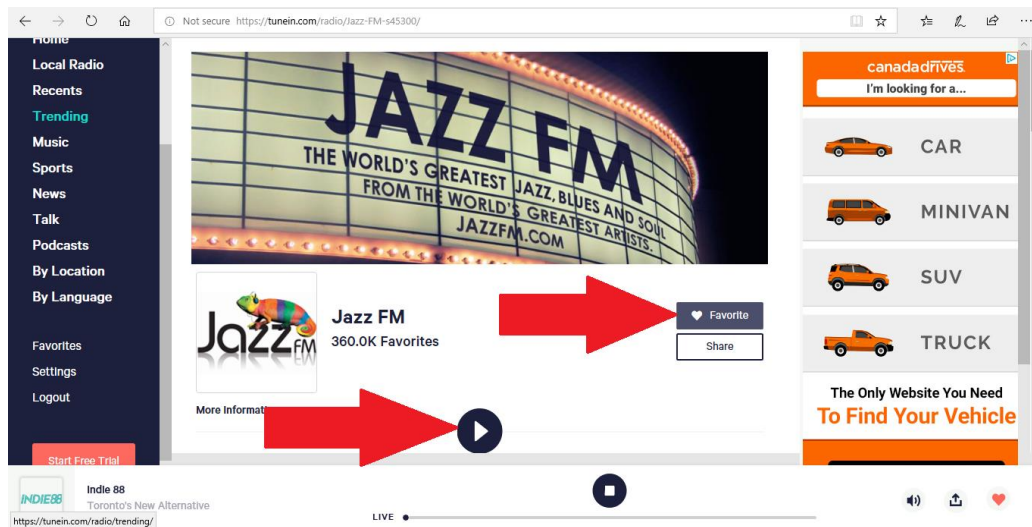 Not secure https://tunein.com/radio/Jazz-FM-s45300/
Home
Local Radio
Recents
Trending
Music
Sports
News
Talk
Podcasts
By Location
By Language
Favorites
Settings
Logout
Start Free Trial
JAZZ FM
THE WORLD'S GREATEST JAZZ, BLUES AND SOUL
FROM THE WORLD'S GREATEST ARTISTS.
JAZZFM.COM
Jazz FM
Jazz FM
360.0K Favorites
Favorite
Share
More Informat
canadadrives
I'm looking for a...
CAR
MINIVAN
SUV
TRUCK
The Only Website You Need
To Find Your Vehicle
INDIE88
Indie 88
Toronto's New Alternative
LIVE
https://tunein.com/radio/trending/